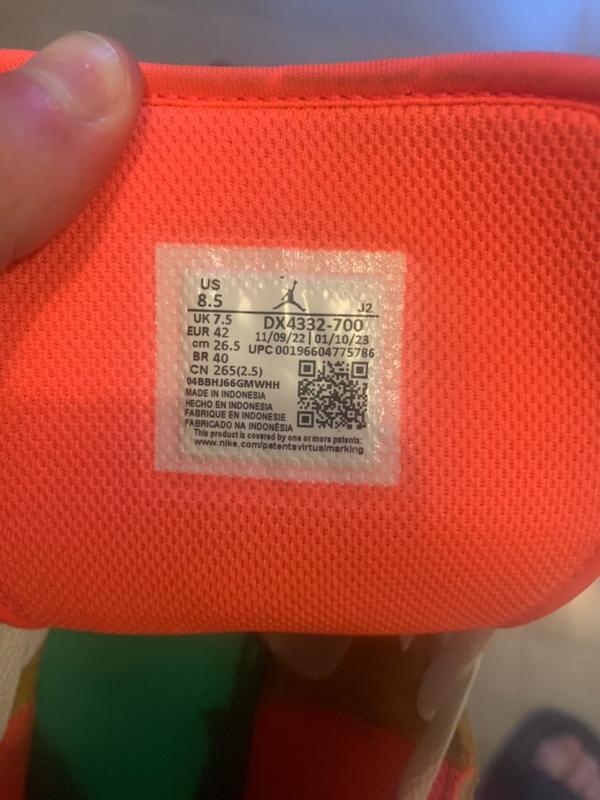 US
8.5
J2
UK 7.5 DX4332-700
EUR 42 11/09/22 | 01/10/23
cm 26.5 UPC 00196604775786
BR 40
CN 265(2.5)
04BBHJ66GMWHH
MADE IN INDONESIA
HECHO EN INDONESIA
FABRIQUE EN INDONESIE
FABRICADO NA INDONÉSIA
This product is covered by one or more patents:
www.nike.com/patentsvirtualmarking